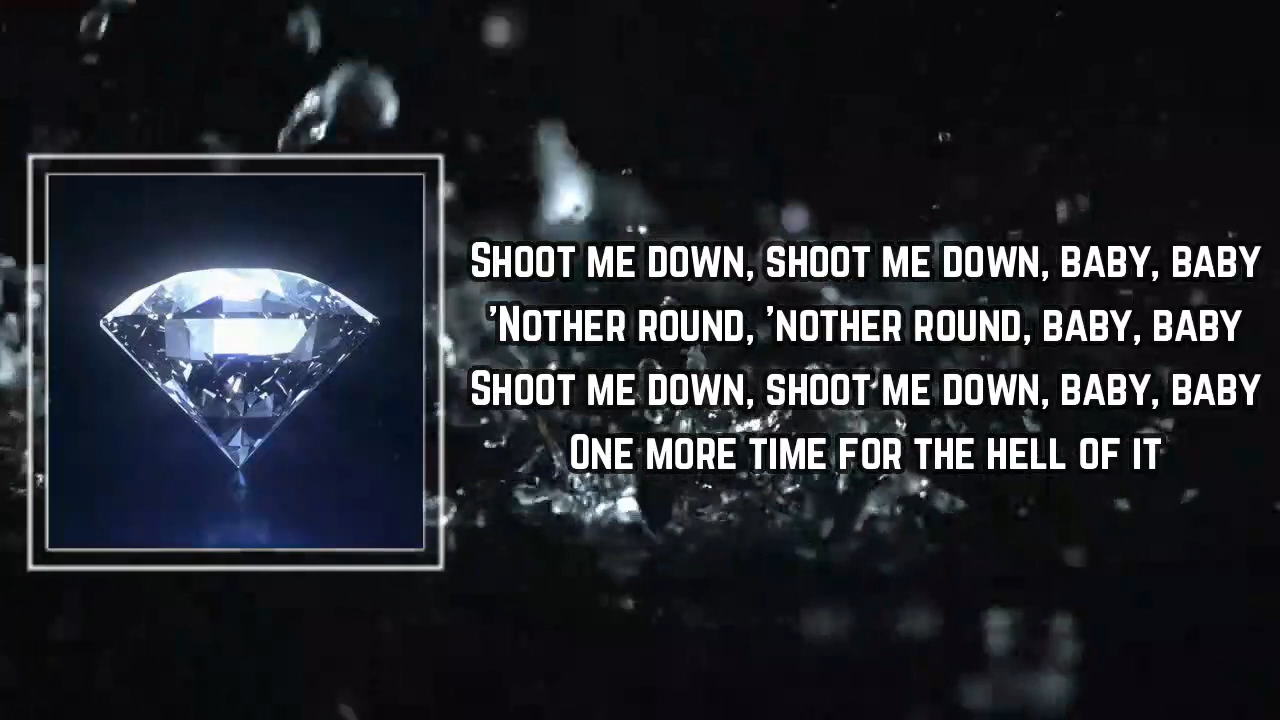 Shoot me down, shoot me down, baby, baby
'Nother round, 'nother round, baby, baby
Shoot me down, shoot me down, baby, baby
One more time for the hell of it